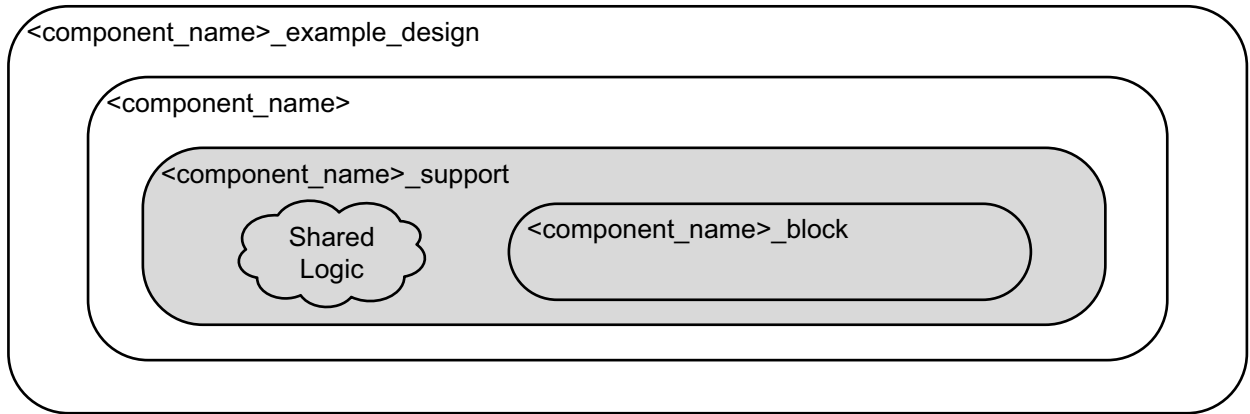 <component_name>_example_design
<component_name>
<component_name>_support
Shared
Logic
<component_name>_block